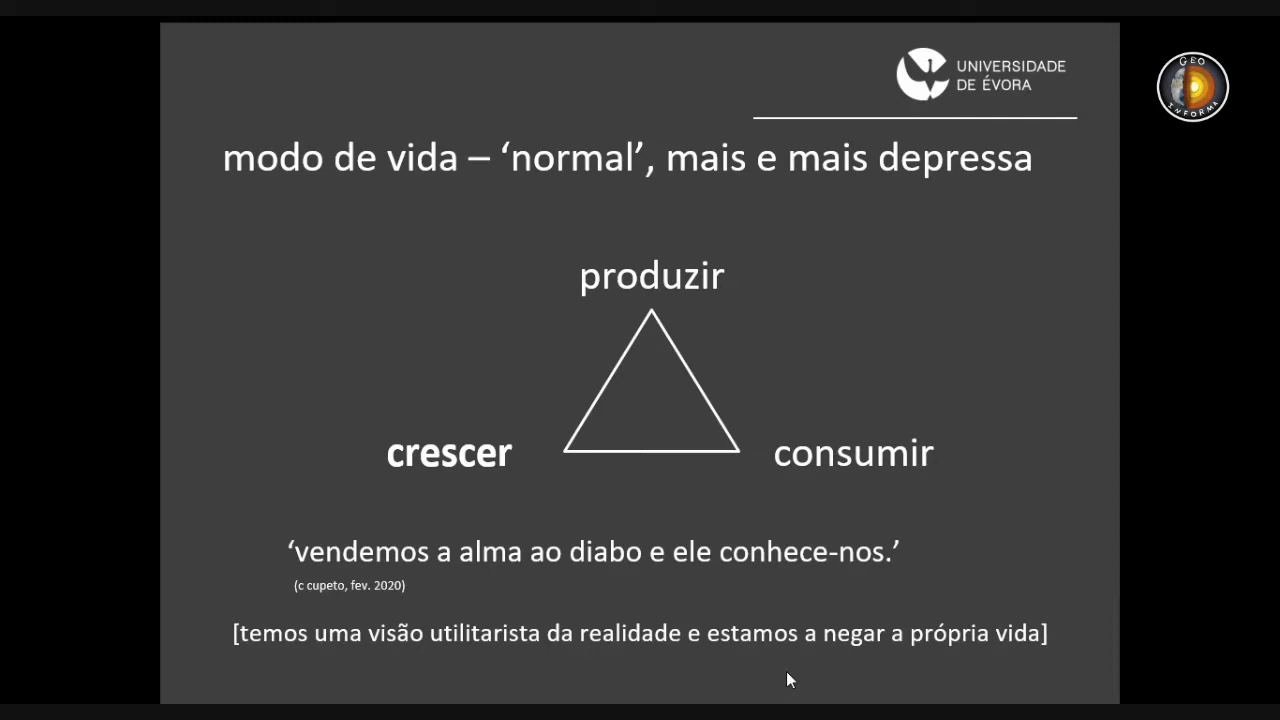 UNIVERSIDADE
DE ÉVORA
GEO
INFORMA
modo de vida – ‘normal’, mais e mais depressa
produzir
crescer
consumir
‘vendemos a alma ao diabo e ele conhece-nos.’
(c cupeto, fev. 2020)
[temos uma visão utilitarista da realidade e estamos a negar a própria vida]